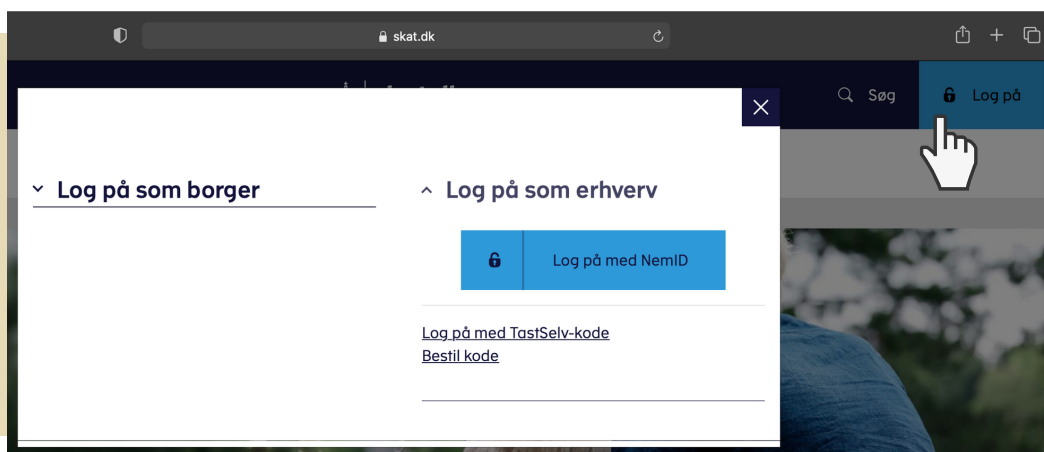 skat.dk
Søg
Log på
Log på som borger
Log på som erhverv
Log på med NemID
Log på med TastSelv-kode
Bestil kode